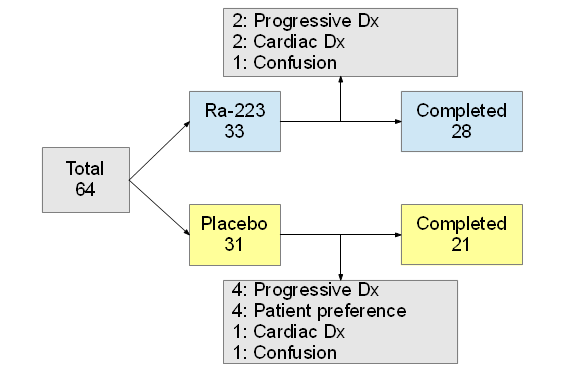 2: Progressive Dx
2: Cardiac Dx
1: Confusion
Ra-223
33
Completed
28
Total
64
Placebo
31
Completed
21
4: Progressive Dx
4: Patient preference
1: Cardiac Dx
1: Confusion